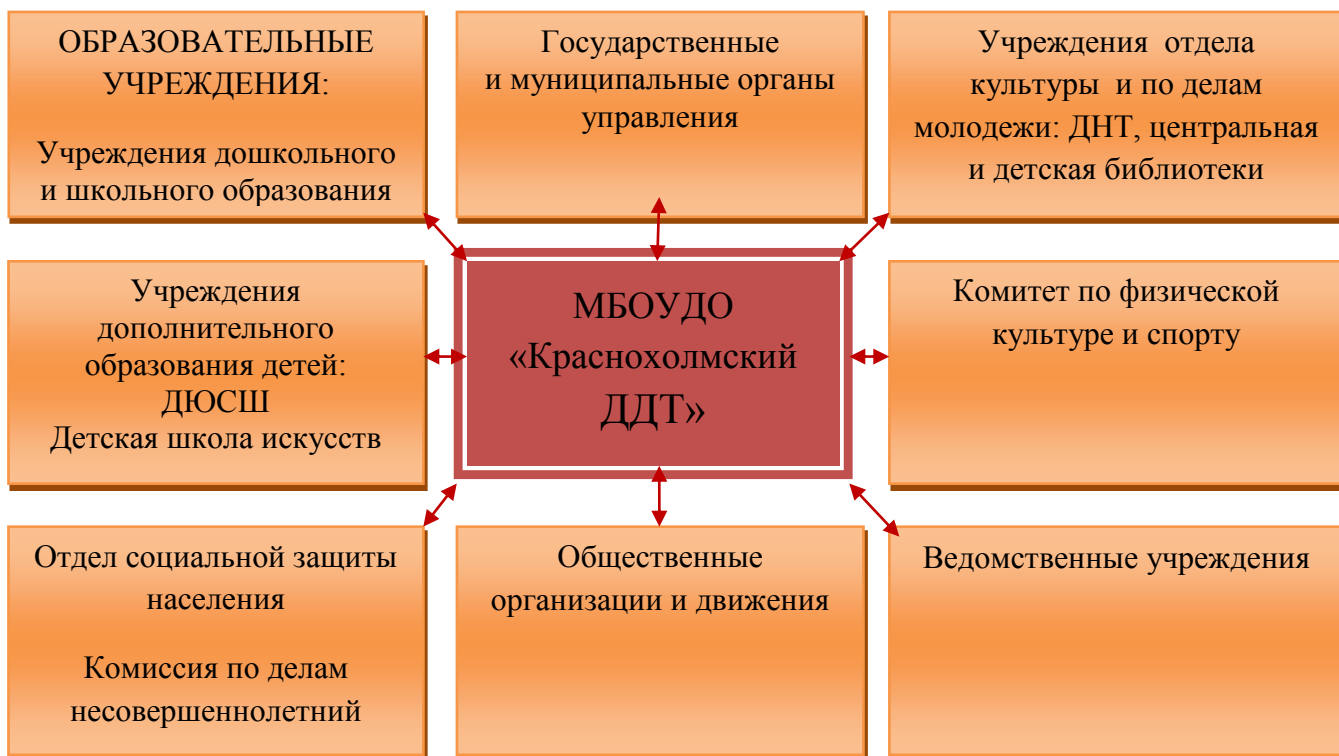 ОБРАЗОВАТЕЛЬНЫЕ
УЧРЕЖДЕНИЯ:
Учреждения дошкольного
и школьного образования
Государственные
и муниципальные органы
управления
Учреждения отдела
культуры и по делам
молодежи: ДНТ, центральная
и детская библиотеки
Учреждения
дополнительного
образования детей:
ДЮСШ
Детская школа искусств
МБОУДО
«Краснохолмский
ДДТ»
Комитет по физической
культуре и спорту
Отдел социальной защиты
населения
Комиссия по делам
несовершеннолетний
Общественные
организации и движения
Ведомственные учреждения